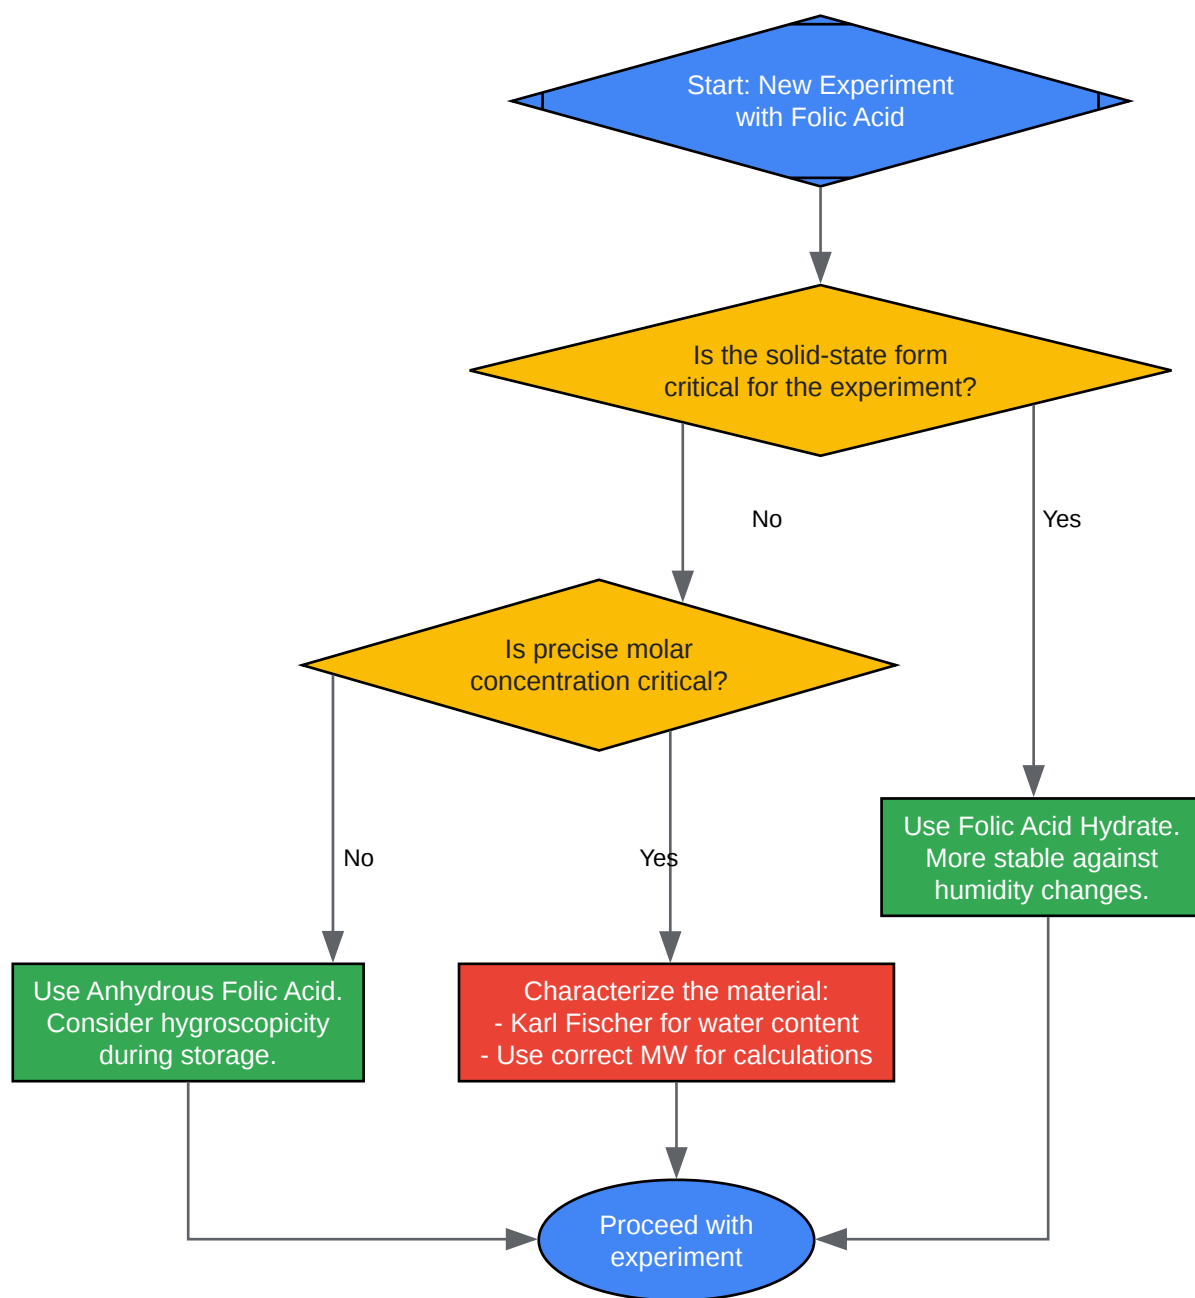 Start: New Experiment
with Folic Acid
Is the solid-state form
critical for the experiment?
No
Yes
Is precise molar
concentration critical?
Use Folic Acid Hydrate.
More stable against
humidity changes.
No
Yes
Use Anhydrous Folic Acid.
Consider hygroscopicity
during storage.
Characterize the material:
- Karl Fischer for water content
- Use correct MW for calculations
Proceed with
experiment